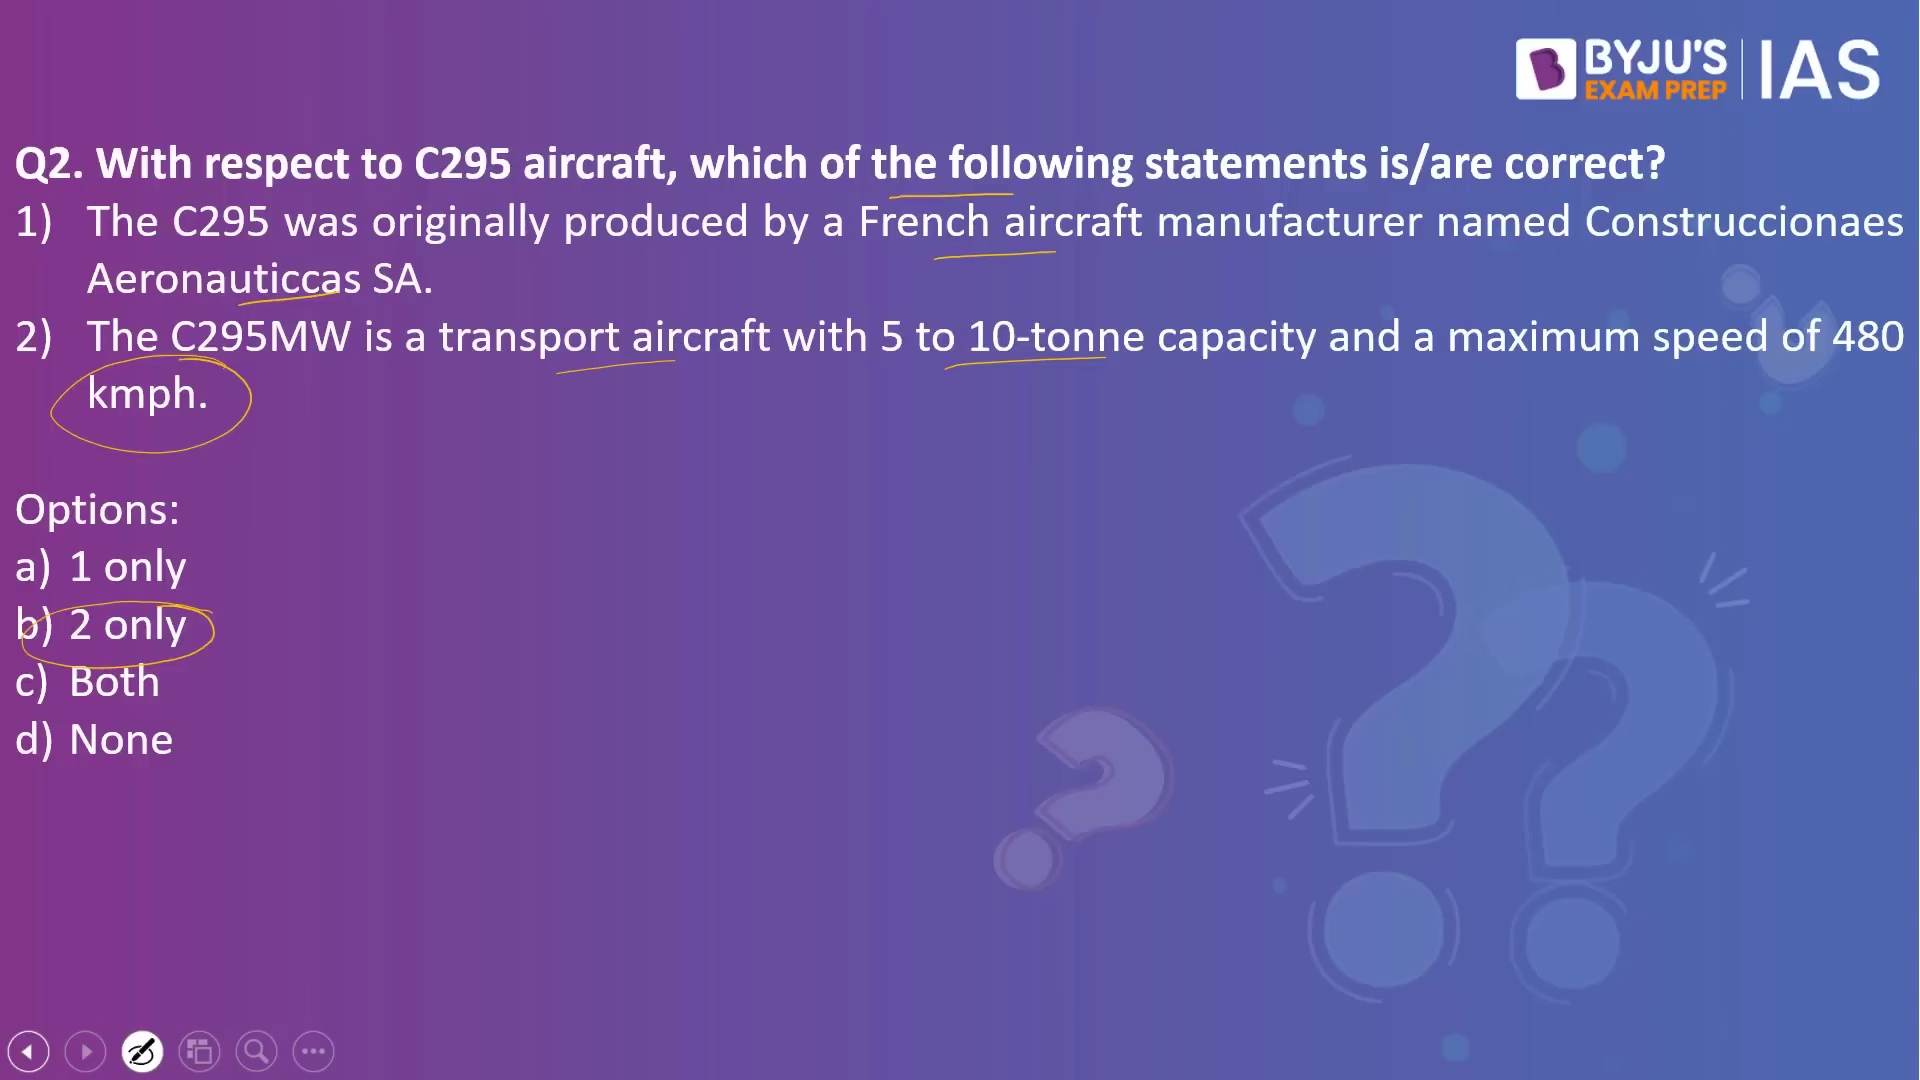 BYJU'S
EXAM PREP
IAS
Q2. With respect to C295 aircraft, which of the following statements is/are correct?
1) The C295 was originally produced by a French aircraft manufacturer named Construccionaes
Aeronauticcas SA.
2) The C295MW is a transport aircraft with 5 to 10-tonne capacity and a maximum speed of 480
kmph.
Options:
a) 1 only
b) 2 only
c) Both
d) None